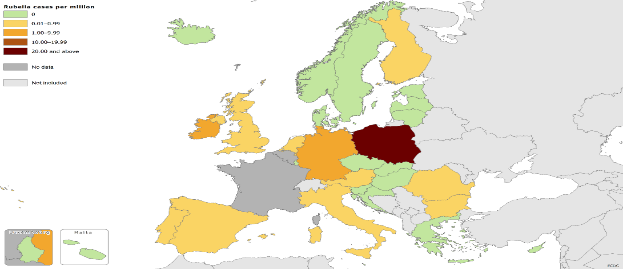 Rubella cases per million
0
0.01–0.99
1.00–9.99
10.00–19.99
20.00 and above
No data
Not included
Malta